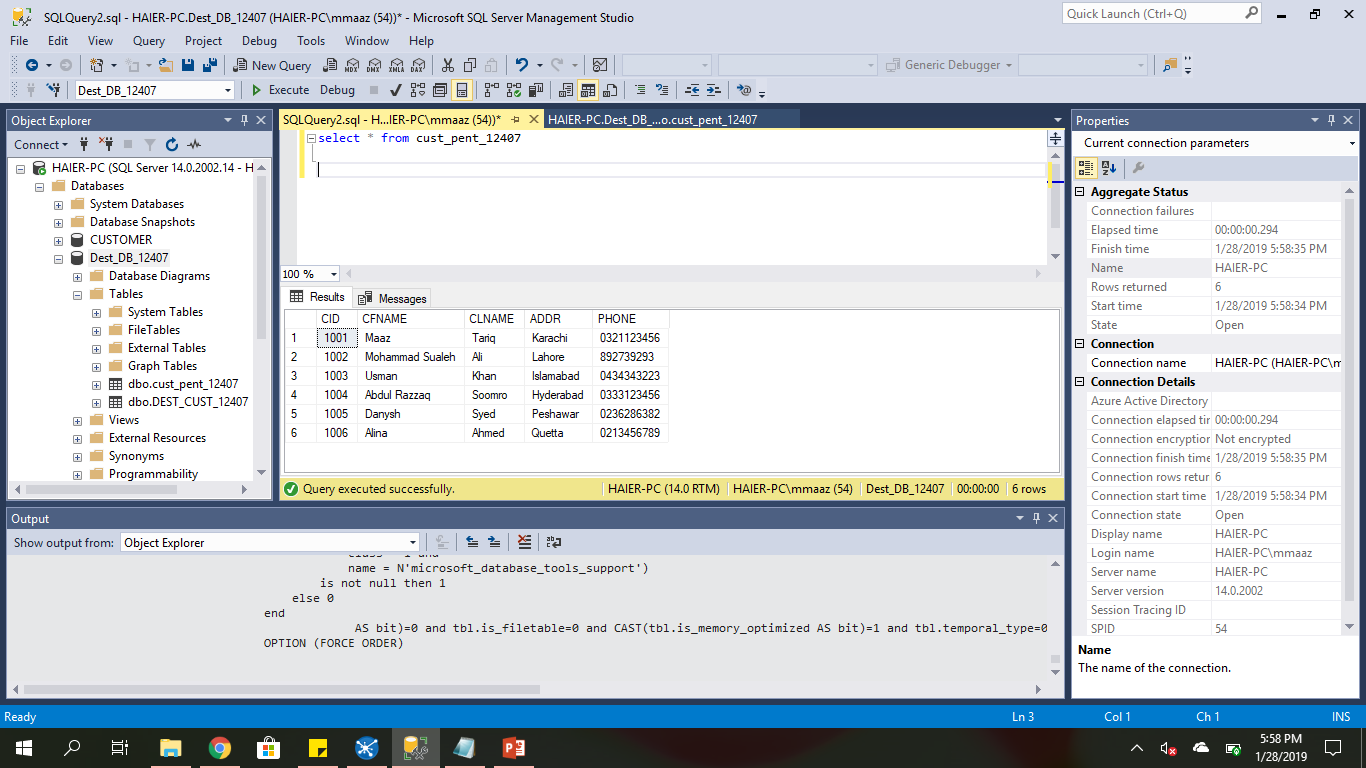 SQLQuery2.sql - HAIER-PC.Dest_DB_12407 (HAIER-PC\mmaaz (54))* - Microsoft SQL Server Management Studio
Quick Launch (Ctrl+Q)
File Edit View Query Project Debug Tools Window Help
New Query MDX DMX XMLA DAX Generic Debugger
Dest_DB_12407 Execute Debug
Object Explorer
Connect
HAIER-PC (SQL Server 14.0.2002.14 - H
Databases
System Databases
Database Snapshots
CUSTOMER
Dest_DB_12407
Database Diagrams
Tables
System Tables
FileTables
External Tables
Graph Tables
dbo.cust_pent_12407
dbo.DEST_CUST_12407
Views
External Resources
Synonyms
Programmability
SQLQuery2.sql - H...IER-PC\mmaaz (54))* HAIER-PC.Dest_DB_...o.cust_pent_12407
select * from cust_pent_12407
100 %
Results Messages
CID CFNAME CLNAME ADDR PHONE
1 1001 Maaz Tariq Karachi 0321123456
2 1002 Mohammad Sualeh Ali Lahore 892739293
3 1003 Usman Khan Islamabad 0434343223
4 1004 Abdul Razzaq Soomro Hyderabad 0333123456
5 1005 Danysh Syed Peshawar 0236286382
6 1006 Alina Ahmed Quetta 0213456789
Query executed successfully. HAIER-PC (14.0 RTM) HAIER-PC\mmaaz (54) Dest_DB_12407 00:00:00 6 rows
Properties
Current connection parameters
Aggregate Status
Connection failures
Elapsed time 00:00:00.294
Finish time 1/28/2019 5:58:35 PM
Name HAIER-PC
Rows returned 6
Start time 1/28/2019 5:58:34 PM
State Open
Connection
Connection name HAIER-PC (HAIER-PC\m
Connection Details
Azure Active Directory
Connection elapsed tir 00:00:00.294
Connection encryption Not encrypted
Connection finish time 1/28/2019 5:58:35 PM
Connection rows retur 6
Connection start time 1/28/2019 5:58:34 PM
Connection state Open
Display name HAIER-PC
Login name HAIER-PC\mmaaz
Server name HAIER-PC
Server version 14.0.2002
Session Tracing ID
SPID 54
Name
The name of the connection.
Output
Show output from: Object Explorer
name = N'microsoft_database_tools_support')
is not null then 1
else 0
end
AS bit)=0 and tbl.is_filetable=0 and CAST(tbl.is_memory_optimized AS bit)=1 and tbl.temporal_type=0
OPTION (FORCE ORDER)
Ready Ln 3 Col 1 Ch 1 INS
5:58 PM
1/28/2019